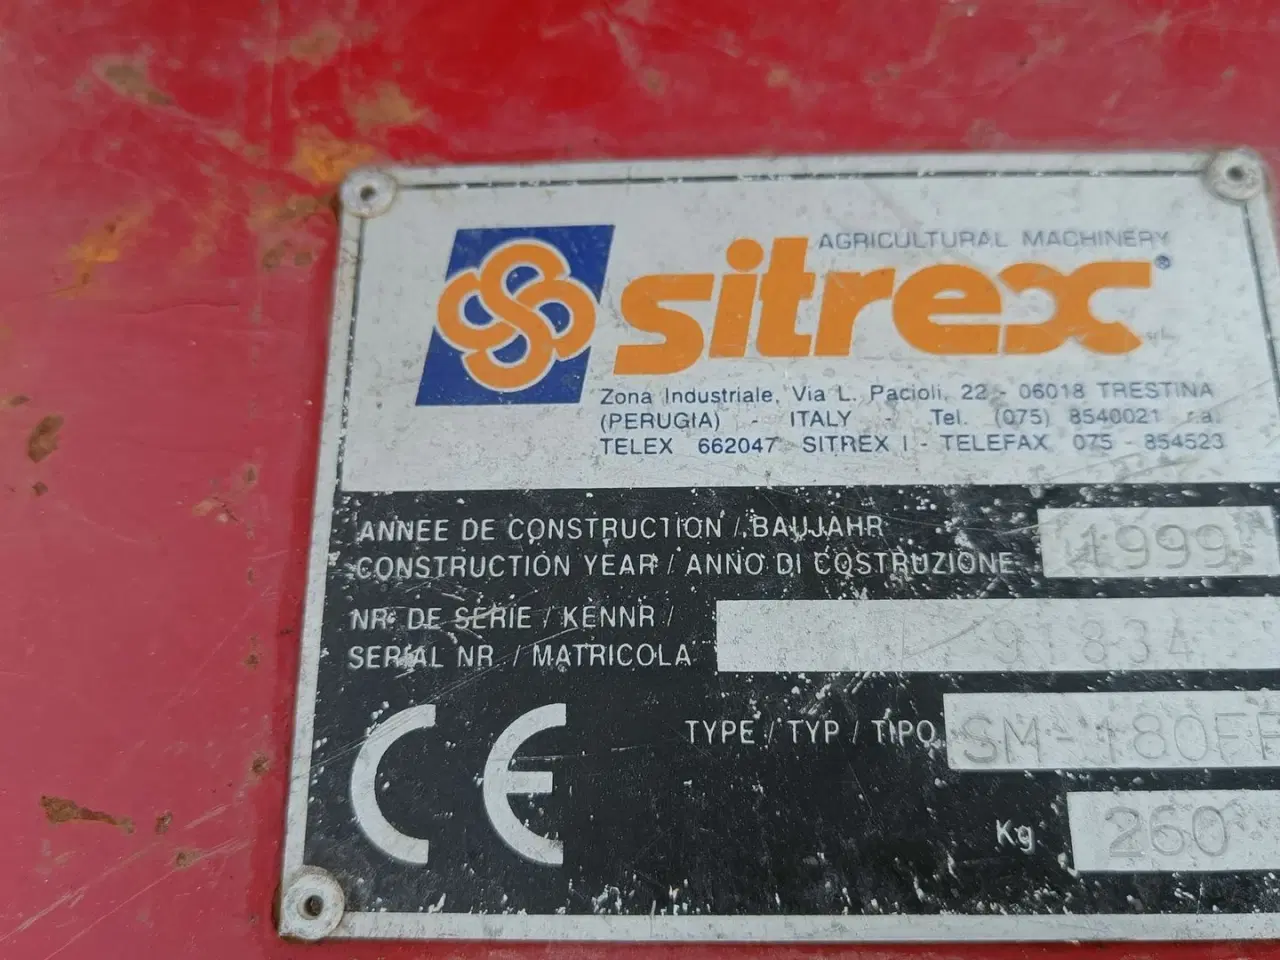 AGRICULTURAL MACHINERY
sitrex®
Zona Industriale, Via L. Pacioli, 22 - 06018 TRESTINA
(PERUGIA) - ITALY - Tel. (075) 8540021 r.a.
TELEX 662047 SITREX I - TELEFAX 075 - 854523
ANNEE DE CONSTRUCTION / BAUJAHR
CONSTRUCTION YEAR / ANNO DI COSTRUZIONE 1999
NR. DE SERIE / KENNR /
SERIAL NR. / MATRICOLA 91834
CE
TYPE / TYP / TIPO SM-180FF
Kg 260